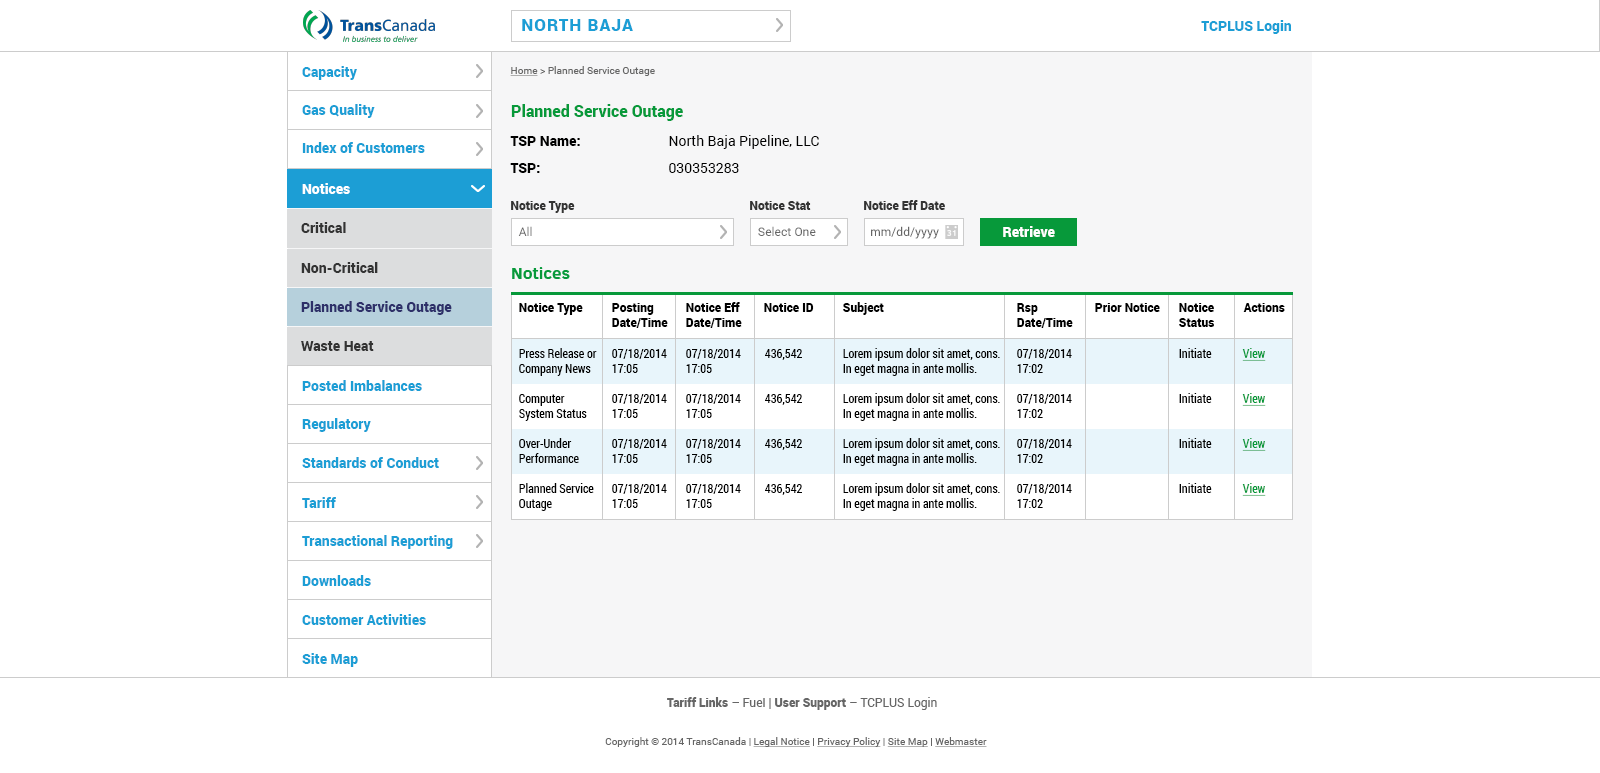 TransCanada
In business to deliver
NORTH BAJA
TCPLUS Login
Capacity
Gas Quality
Index of Customers
Notices
Critical
Non-Critical
Planned Service Outage
Waste Heat
Posted Imbalances
Regulatory
Standards of Conduct
Tariff
Transactional Reporting
Downloads
Customer Activities
Site Map
Home > Planned Service Outage
Planned Service Outage
TSP Name: North Baja Pipeline, LLC
TSP: 030353283
Notice Type Notice Stat Notice Eff Date
All Select One mm/dd/yyyy 31 Retrieve
Notices
Notice Type Posting Notice Eff Notice ID Subject Rsp Prior Notice Notice Actions
Date/Time Date/Time Date/Time Status
Press Release or 07/18/2014 07/18/2014 436,542 Lorem ipsum dolor sit amet, cons. 07/18/2014 Initiate View
Company News 17:05 17:05 In eget magna in ante mollis. 17:02
Computer 07/18/2014 07/18/2014 436,542 Lorem ipsum dolor sit amet, cons. 07/18/2014 Initiate View
System Status 17:05 17:05 In eget magna in ante mollis. 17:02
Over-Under 07/18/2014 07/18/2014 436,542 Lorem ipsum dolor sit amet, cons. 07/18/2014 Initiate View
Performance 17:05 17:05 In eget magna in ante mollis. 17:02
Planned Service 07/18/2014 07/18/2014 436,542 Lorem ipsum dolor sit amet, cons. 07/18/2014 Initiate View
Outage 17:05 17:05 In eget magna in ante mollis. 17:02
Tariff Links – Fuel | User Support – TCPLUS Login
Copyright © 2014 TransCanada | Legal Notice | Privacy Policy | Site Map | Webmaster